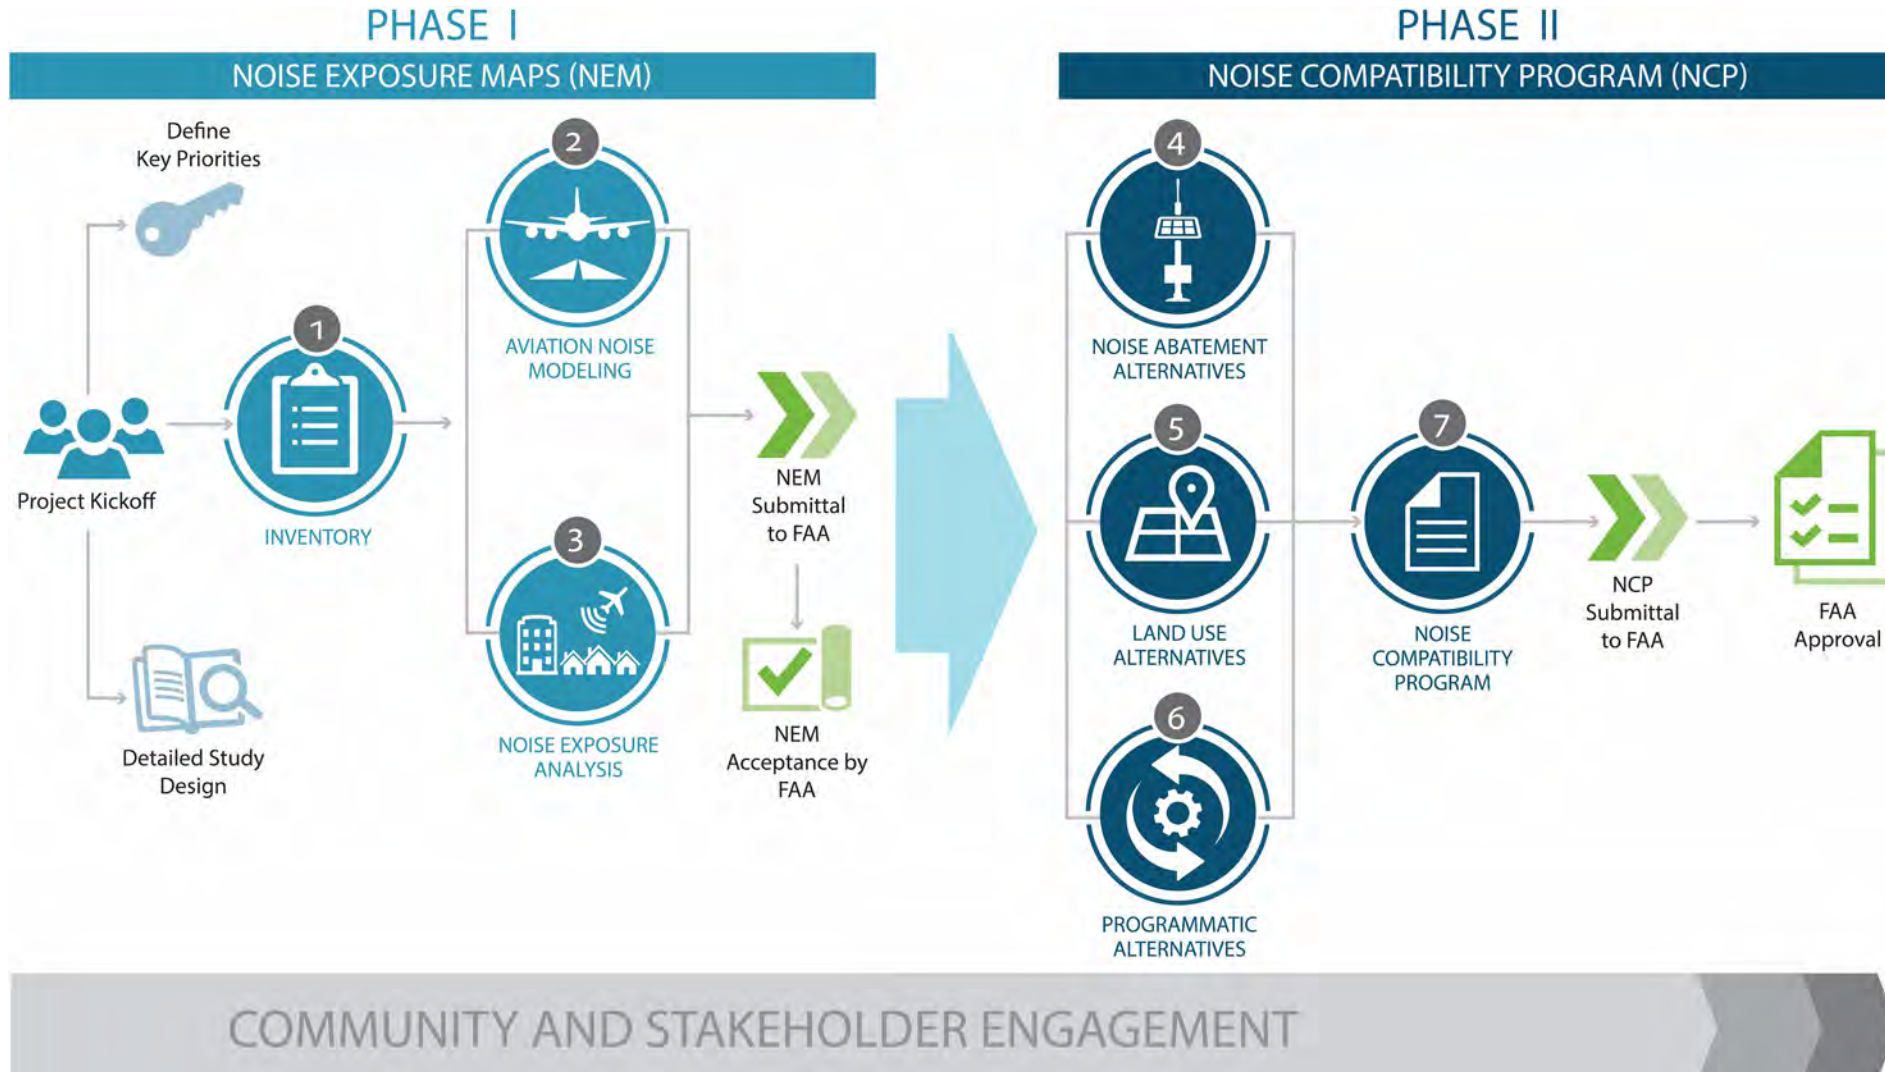 PHASE I
NOISE EXPOSURE MAPS (NEM)
Define
Key Priorities
Project Kickoff
Detailed Study
Design
1
INVENTORY
2
AVIATION NOISE
MODELING
3
NOISE EXPOSURE
ANALYSIS
NEM
Submittal
to FAA
NEM
Acceptance by
FAA
PHASE II
NOISE COMPATIBILITY PROGRAM (NCP)
4
NOISE ABATEMENT
ALTERNATIVES
5
LAND USE
ALTERNATIVES
6
PROGRAMMATIC
ALTERNATIVES
7
NOISE
COMPATIBILITY
PROGRAM
NCP
Submittal
to FAA
FAA
Approval
COMMUNITY AND STAKEHOLDER ENGAGEMENT